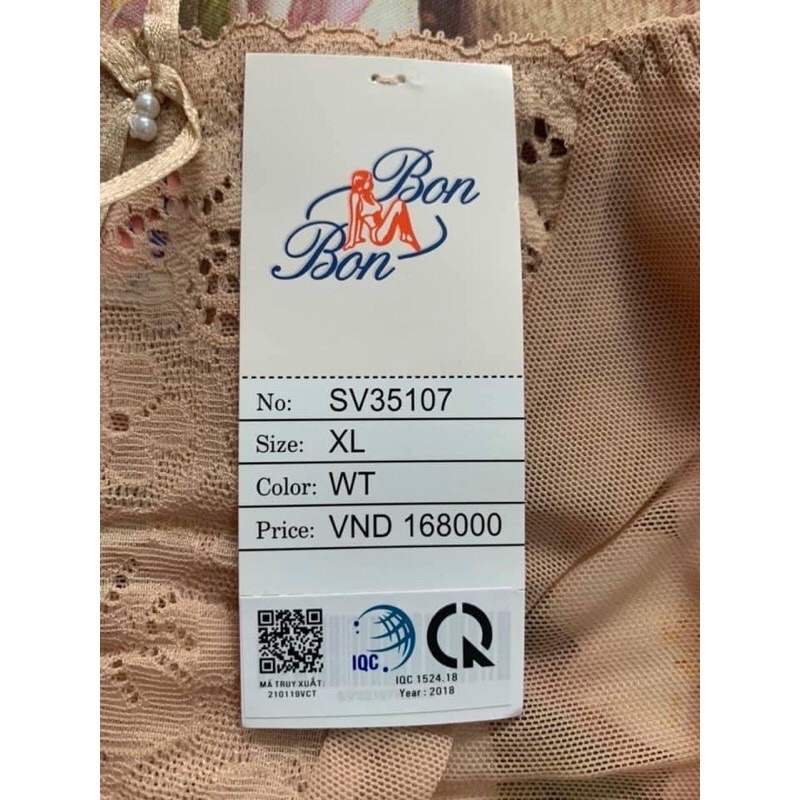 Bon
Bon
No: SV35107
Size: XL
Color: WT
Price: VND 168000
IQC
MÃ TRUY XUẤT:
210119VCT
IQC 1524.18
Year : 2018